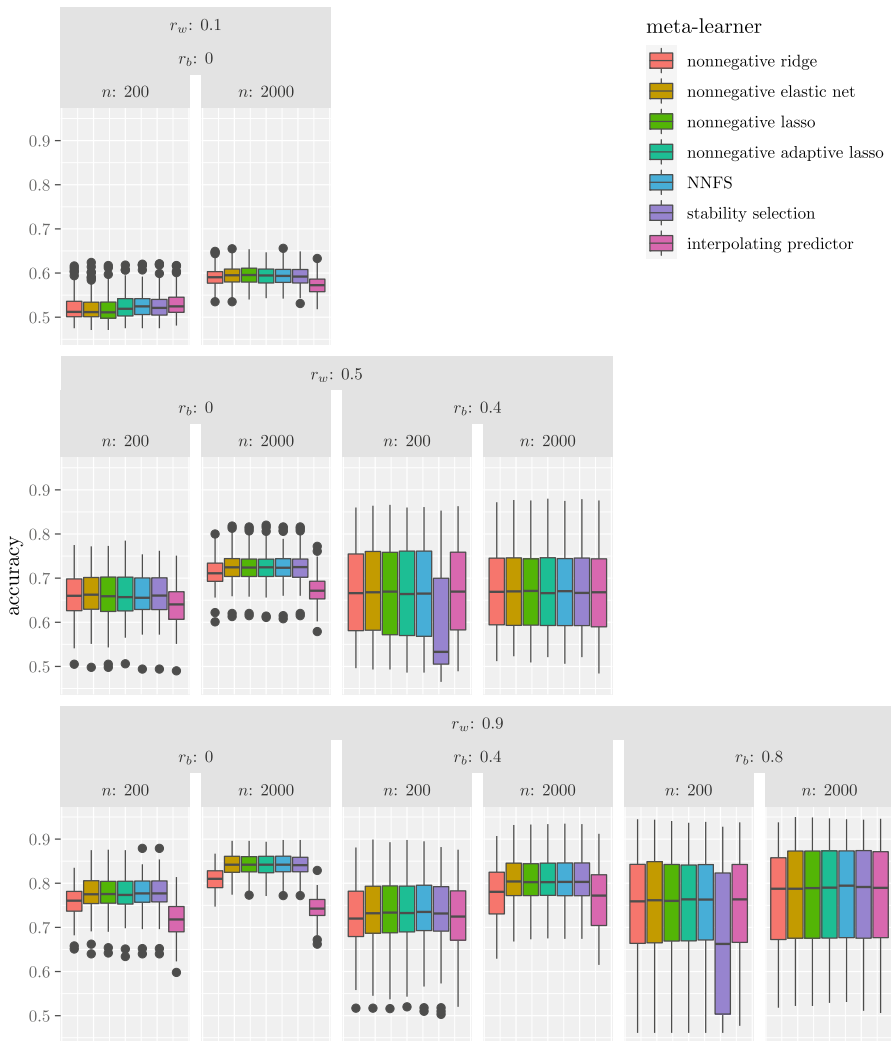 meta-learner
nonnegative ridge
nonnegative elastic net
nonnegative lasso
nonnegative adaptive lasso
NNFS
stability selection
interpolating predictor
accuracy
r_w: 0.1
r_b: 0
n: 200 n: 2000
0.9
0.8
0.7
0.6
0.5
r_w: 0.5
r_b: 0 r_b: 0.4
n: 200 n: 2000 n: 200 n: 2000
0.9
0.8
0.7
0.6
0.5
r_w: 0.9
r_b: 0 r_b: 0.4 r_b: 0.8
n: 200 n: 2000 n: 200 n: 2000 n: 200 n: 2000
0.9
0.8
0.7
0.6
0.5